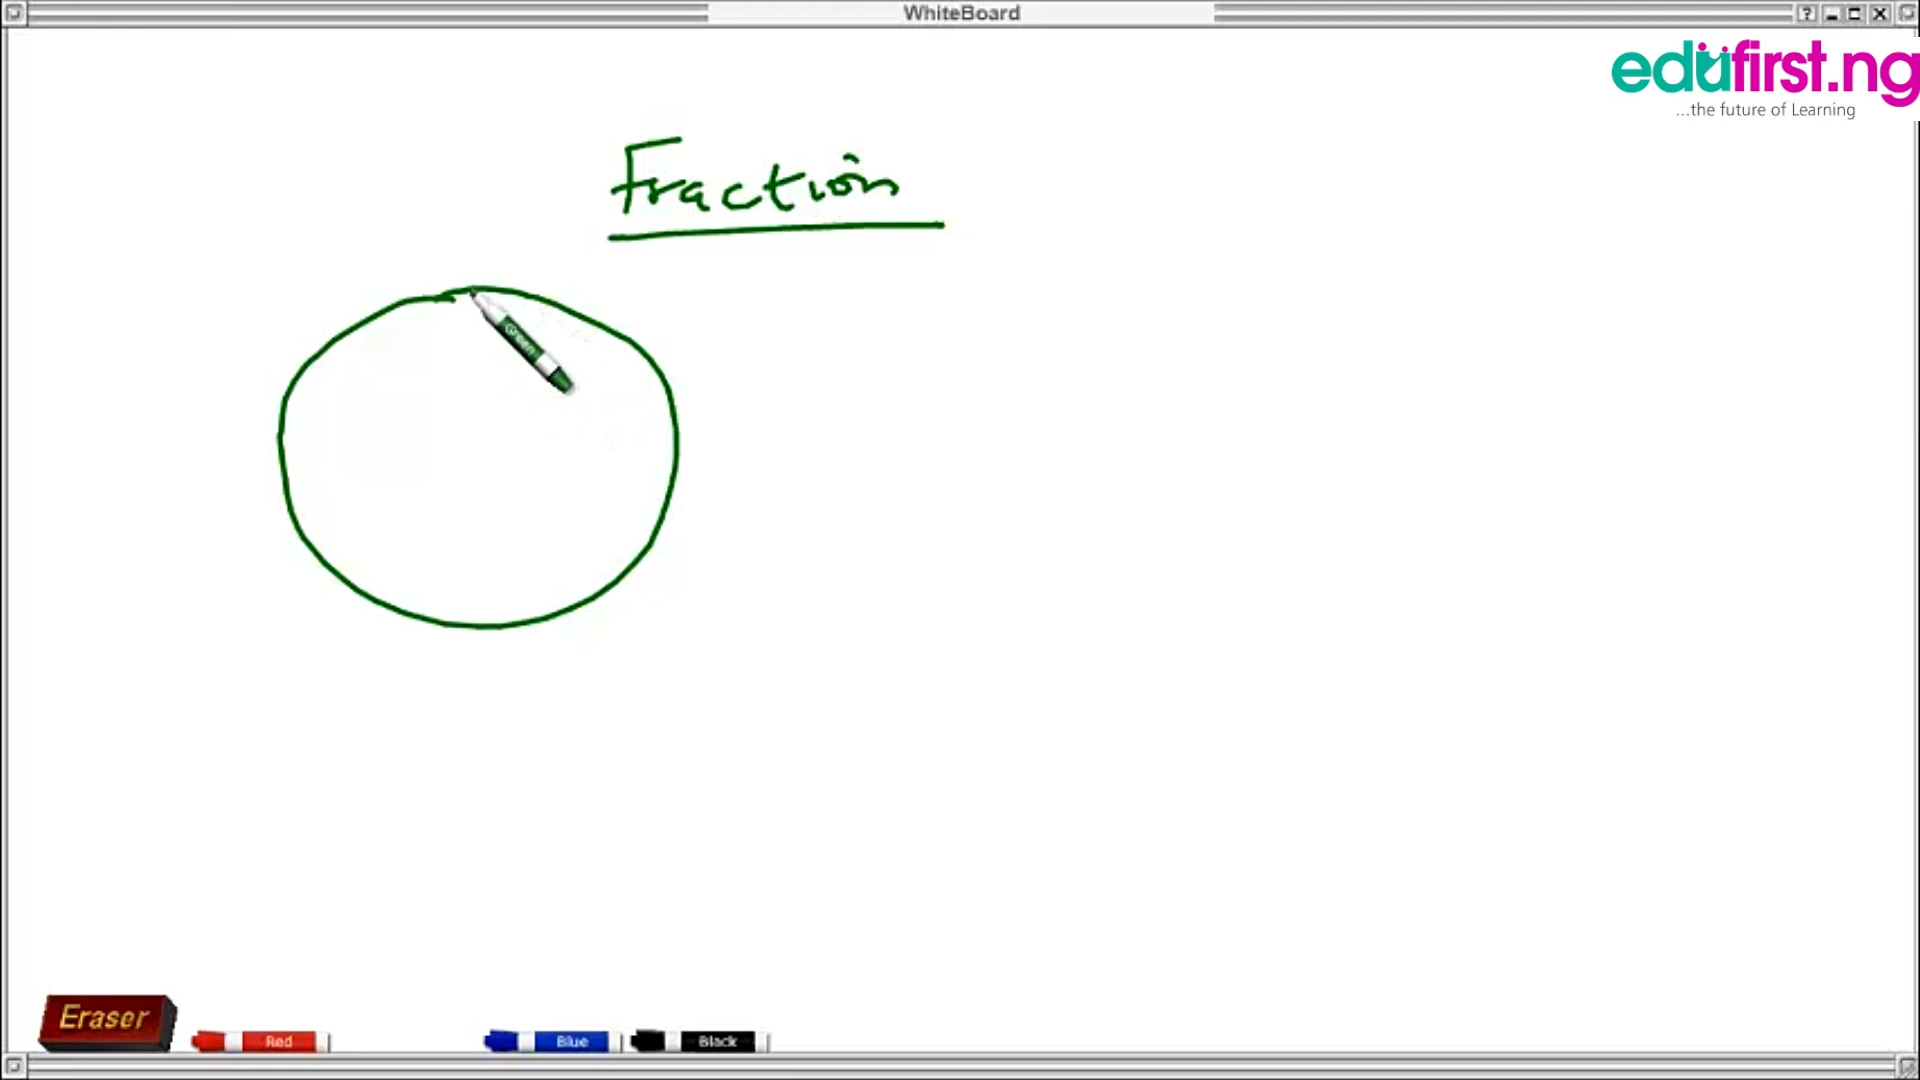 WhiteBoard
edufirst.ng
...the future of Learning
Fraction
Green
Eraser
Red
Blue
Black